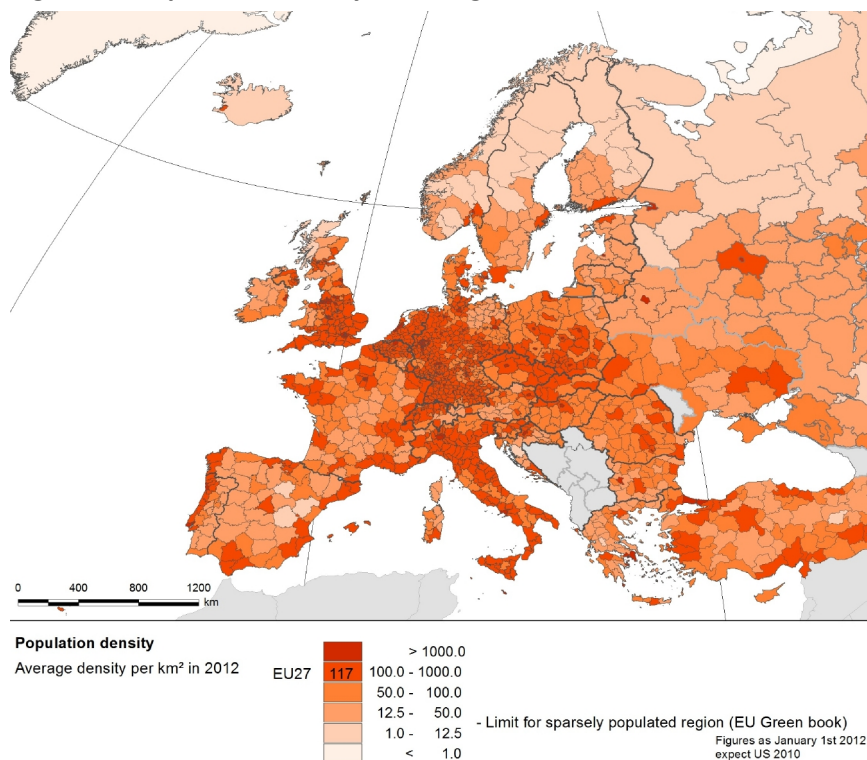 0 400 800 1200
km
Population density
Average density per km² in 2012
EU27
> 1000.0
117 100.0 - 1000.0
50.0 - 100.0
12.5 - 50.0
1.0 - 12.5
< 1.0
- Limit for sparsely populated region (EU Green book)
Figures as January 1st 2012
expect US 2010